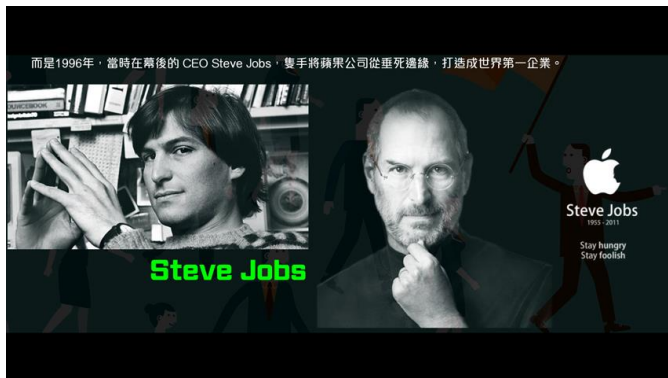 而是1996年，當時在幕後的 CEO Steve Jobs，隻手將蘋果公司從垂死邊緣，打造成世界第一企業。
Steve Jobs
Steve Jobs
1955 - 2011
Stay hungry
Stay foolish